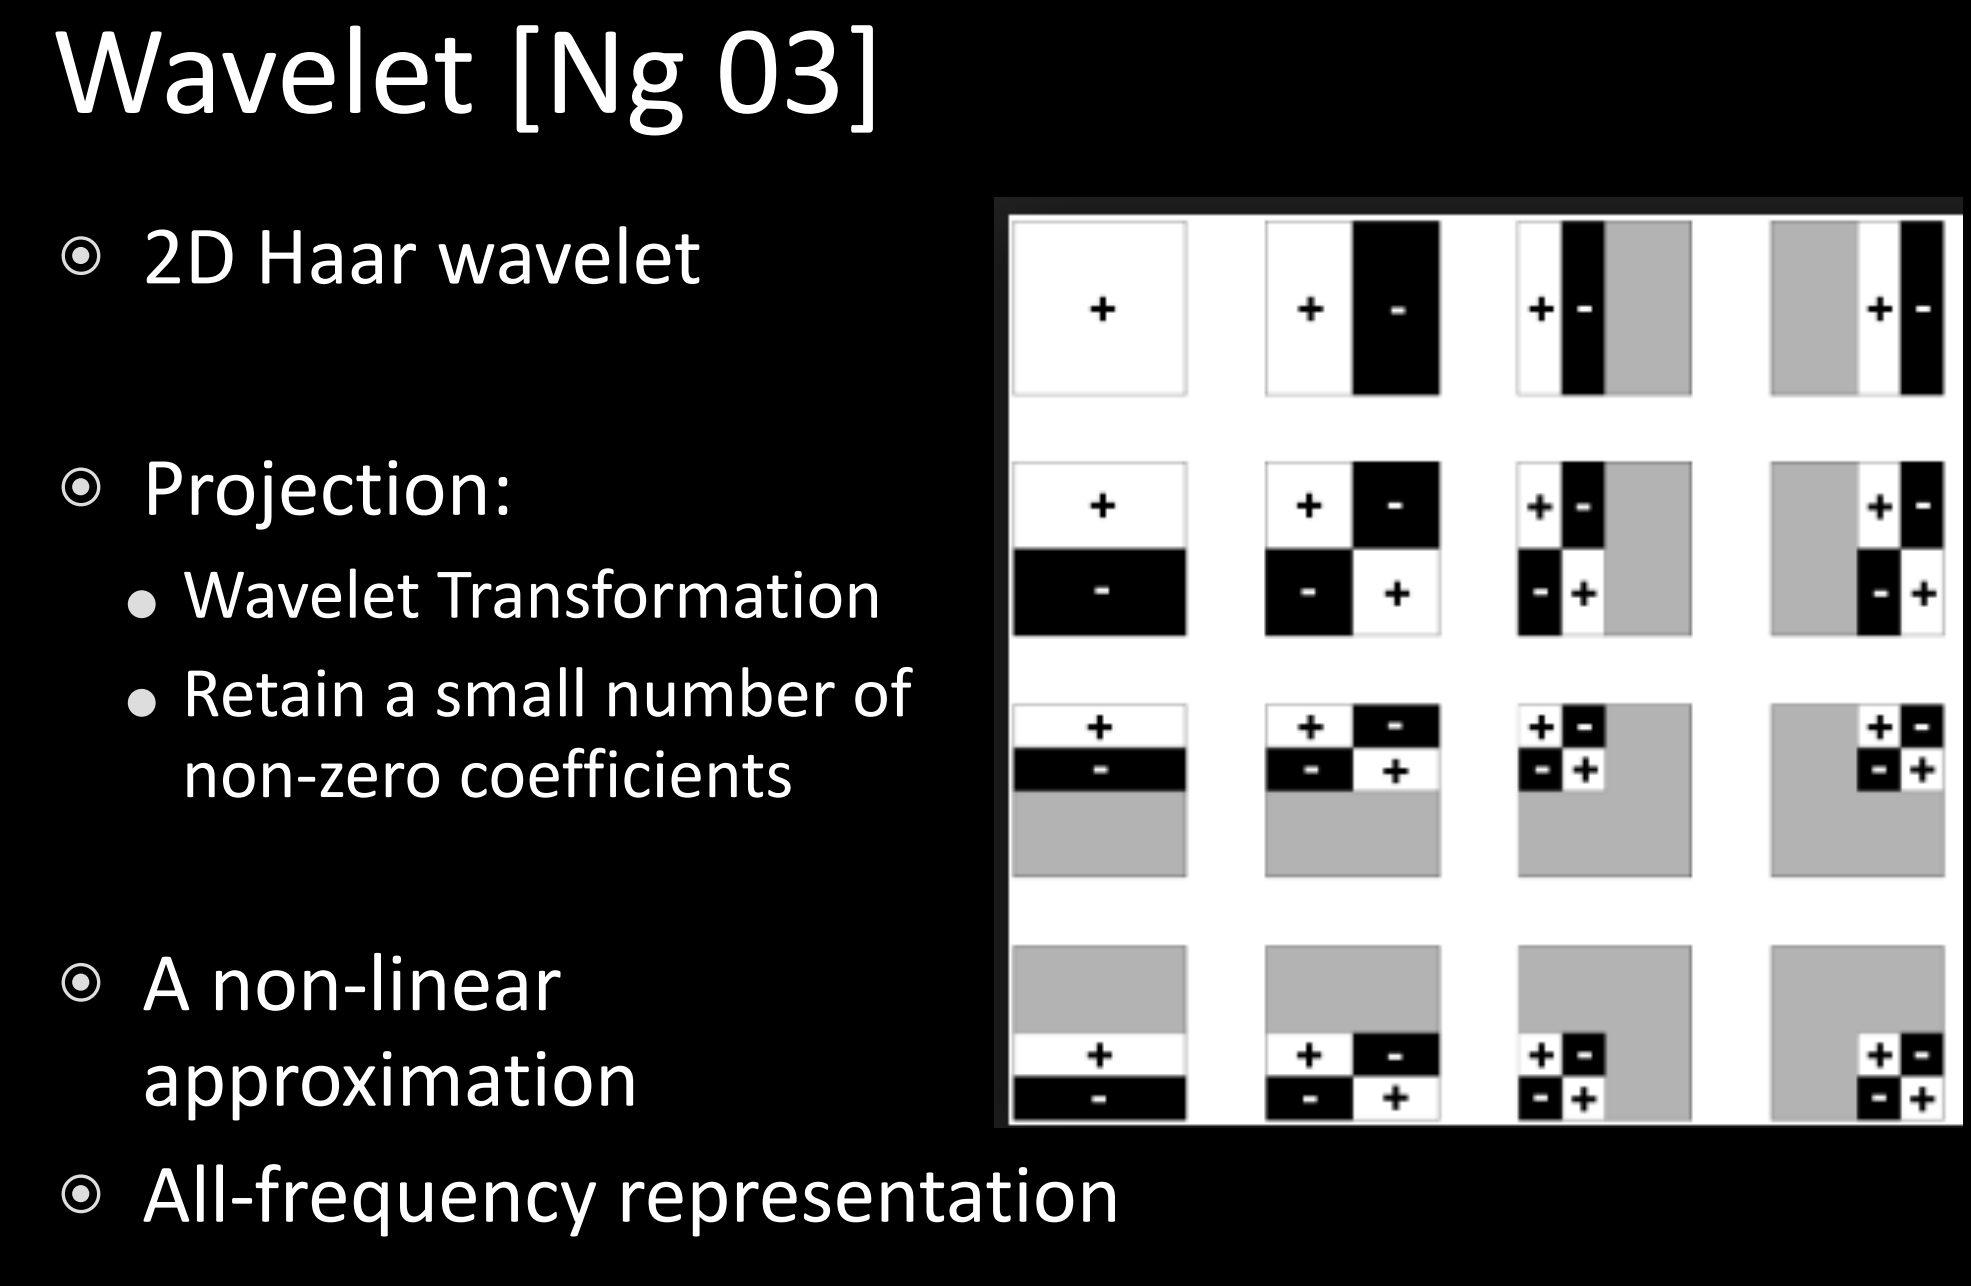 Wavelet [Ng 03]
2D Haar wavelet
Projection:
Wavelet Transformation
Retain a small number of
non-zero coefficients
A non-linear
approximation
All-frequency representation
+ + - + - + -
+ + - + - + -
- - + - + - +
+ + - + - + -
- - + - + - +
+ + - + - + -
- - + - + - +